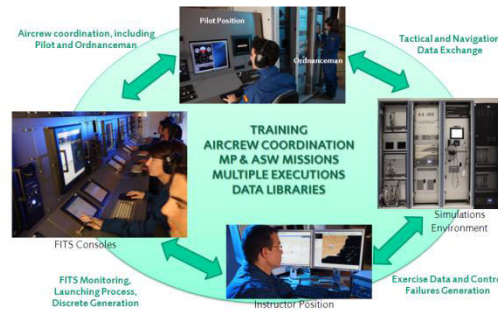 Aircrew coordination, including
Pilot and Ordnanceman
Pilot Position
Ordnanceman
Tactical and Navigation
Data Exchange
TRAINING
AIRCREW COORDINATION
MP & ASW MISSIONS
MULTIPLE EXECUTIONS
DATA LIBRARIES
FITS Consoles
Simulations
Environment
FITS Monitoring,
Launching Process,
Discrete Generation
Instructor Position
Exercise Data and Control
Failures Generation